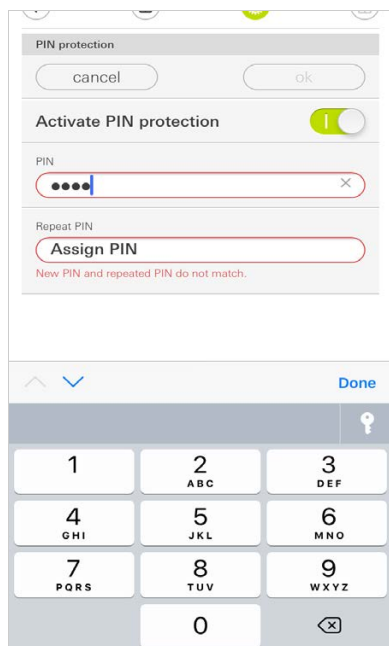 PIN protection
cancel
ok
Activate PIN protection
PIN
••••
Repeat PIN
Assign PIN
New PIN and repeated PIN do not match.
Done
1
2
ABC
3
DEF
4
GHI
5
JKL
6
MNO
7
PQRS
8
TUV
9
WXYZ
0